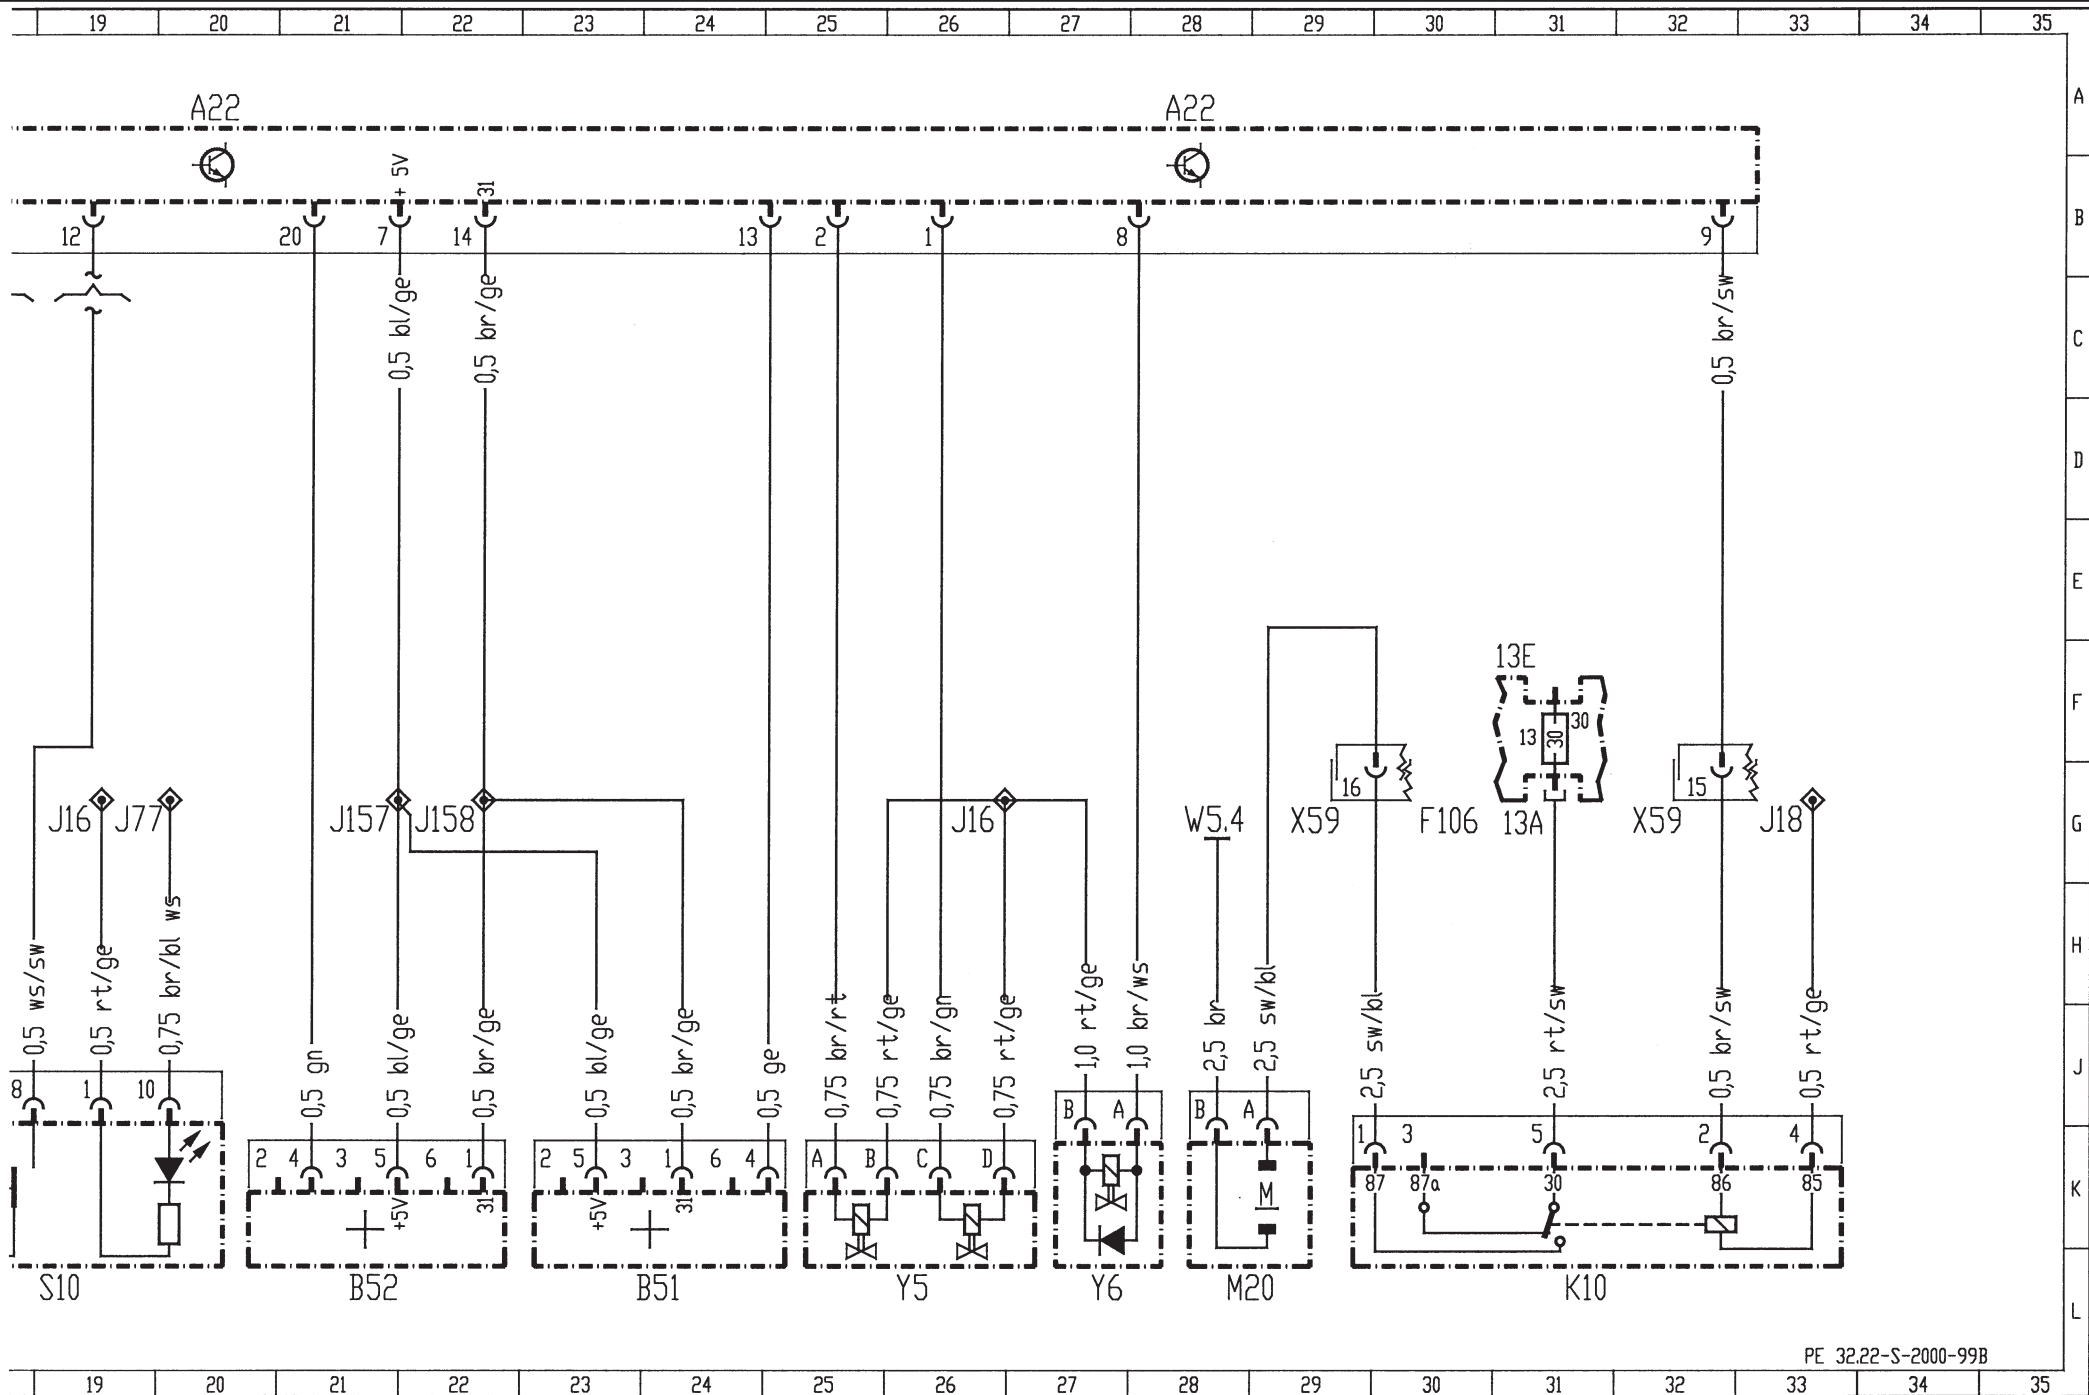 19 20 21 22 23 24 25 26 27 28 29 30 31 32 33 34 35
A
A22 A22
+ 5V 31
B
12 20 7 14 13 2 1 8 9
0,5 bl/ge 0,5 br/ge 0,5 br/sw
C
D
E
13E
F
30
13 30
16 15
J16 J77 J157 J158 J16 W5.4 X59 F106 13A X59 J18
G
H
0,5 ws/sw 0,5 rt/ge 0,75 br/bl ws 0,5 gn 0,5 bl/ge 0,5 br/ge 0,5 bl/ge 0,5 br/ge 0,5 ge 0,75 br/rt 0,75 rt/ge 0,75 br/gn 0,75 rt/ge 1,0 rt/ge 1,0 br/ws 2,5 br 2,5 sw/bl 2,5 sw/bl 2,5 rt/sw 0,5 br/sw 0,5 rt/ge
J
8 1 10
B A B A
1 3 5 2 4
2 4 3 5 6 1 2 5 3 1 6 4 A B C D
87 87a 30 86 85
K
+5V 31 +5V 31 M
S10 B52 B51 Y5 Y6 M20 K10
L
PE 32.22-S-2000-99B
19 20 21 22 23 24 25 26 27 28 29 30 31 32 33 34 35